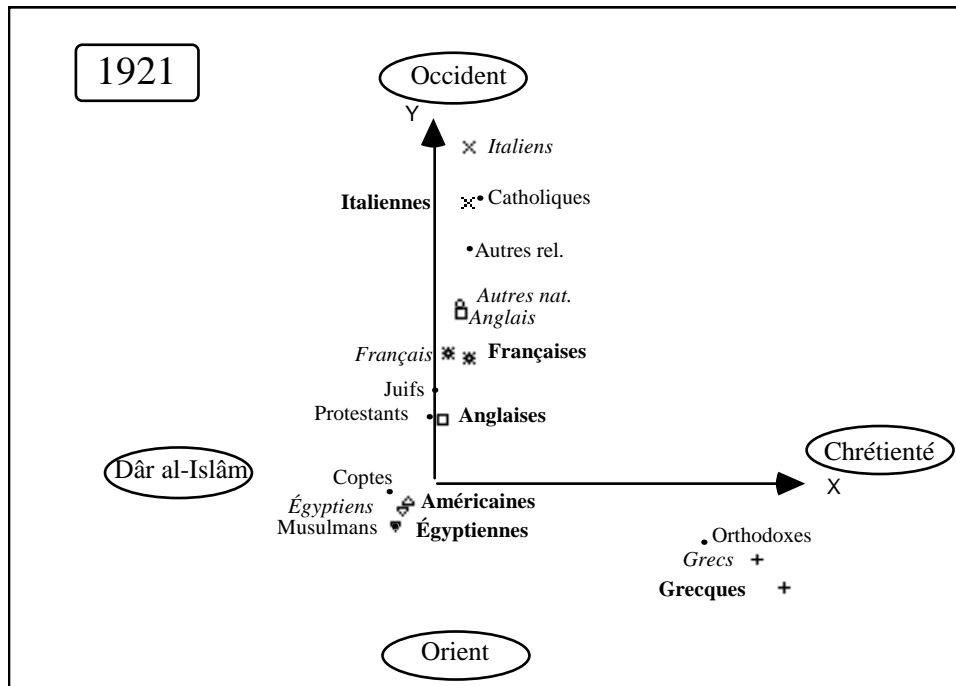 1921
Occident
Y
Italiens
Italiennes
Catholiques
Autres rel.
Autres nat.
Anglais
Français
Françaises
Juifs
Protestants
Anglaises
Dâr al-Islâm
Chrétienté
X
Coptes
Égyptiens
Américaines
Musulmans
Égyptiennes
Orthodoxes
Grecs
Grecques
Orient